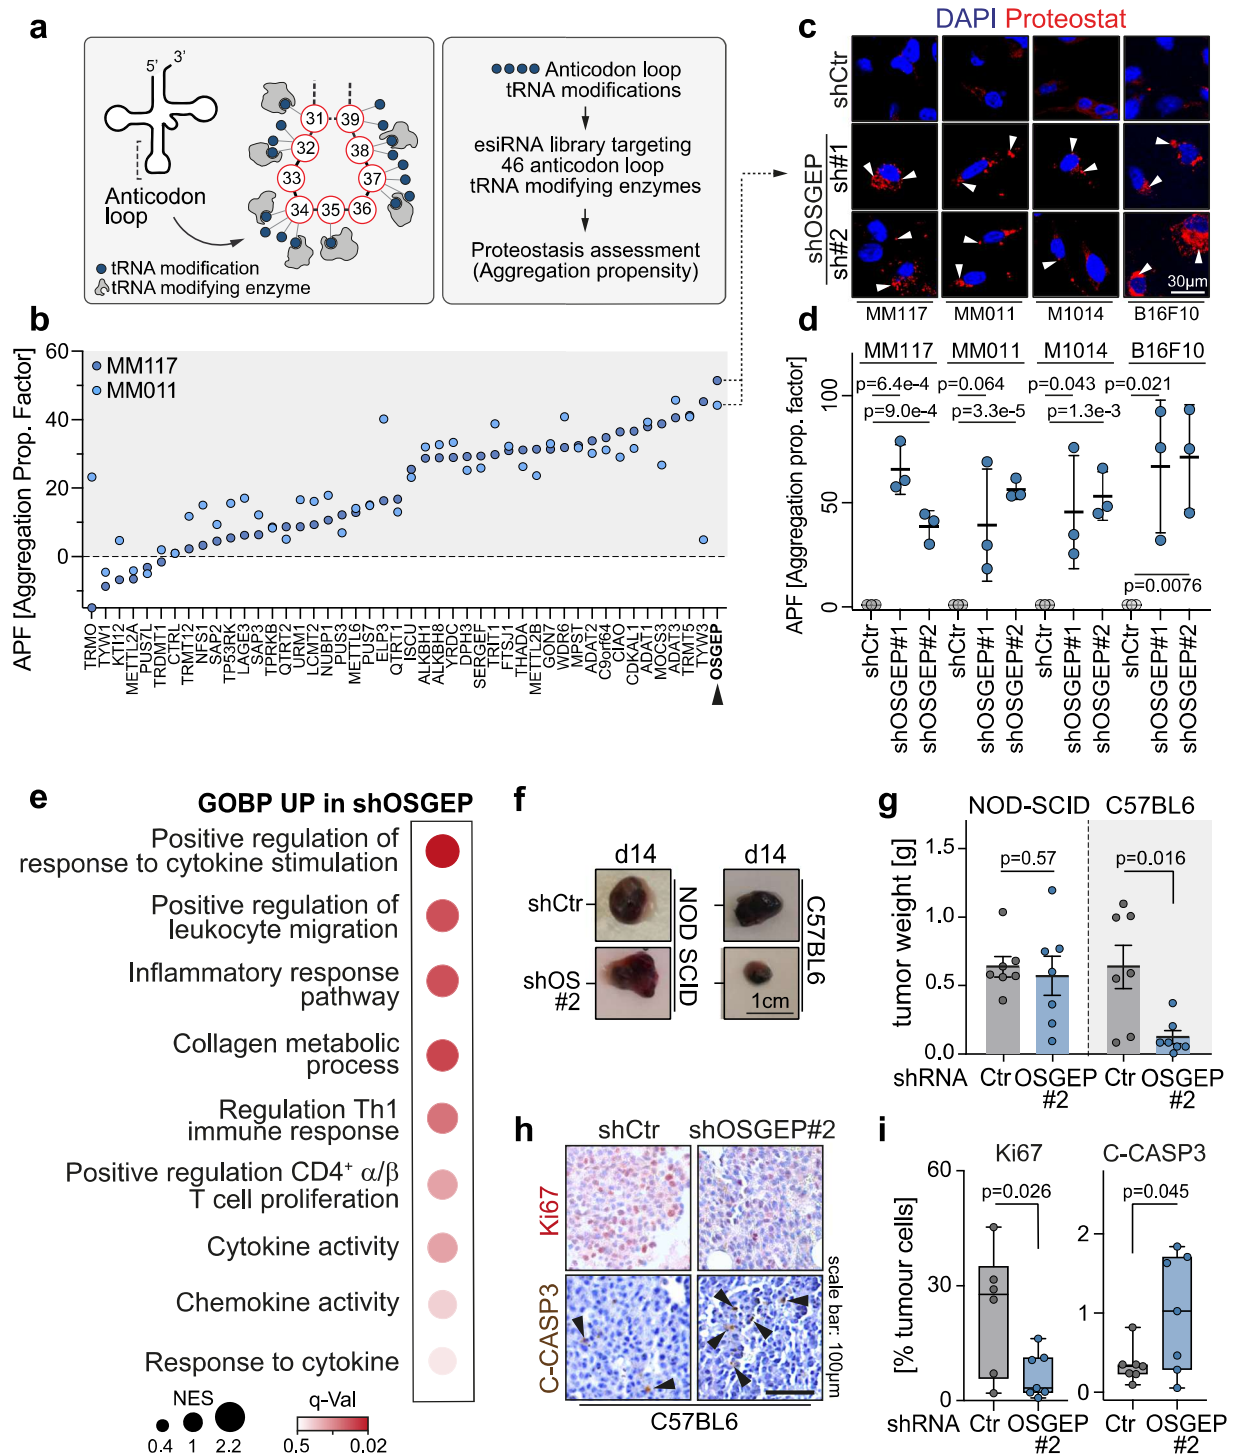 a
5’
3’
Anticodon
loop
31
39
32
38
33
37
34
35
36
tRNA modification
tRNA modifying enzyme
Anticodon loop
tRNA modifications
esiRNA library targeting
46 anticodon loop
tRNA modifying enzymes
Proteostasis assessment
(Aggregation propensity)
b
APF [Aggregation Prop. Factor]
60
40
20
0
MM117
MM011
TRMO
TYW1
KTI12
METTL2A
PUS7L
TRDMT1
CTRL
TRMT12
NFS1
SAP2
TP53RK
LAGE3
SAP3
TPRKB
QTRT2
URM1
LCMT2
NUBP1
PUS3
METTL6
PUS7
ELP3
QTRT1
ISCU
ALKBH1
ALKBH8
YRDC
DPH3
SERGEF
TRIT1
FTSJ1
THADA
METTL2B
GON7
WDR6
MPST
ADAT2
C9orf64
CIAO
CDKAL1
ADAT1
MOCS3
ADAT3
TRMT5
TYW3
OSGEP
c
DAPI Proteostat
shCtr
shOSGEP
sh#1
sh#2
30µm
MM117
MM011
M1014
B16F10
d
APF [Aggregation prop. factor]
MM117
MM011
M1014
B16F10
100
50
0
p=6.4e-4
p=0.064
p=0.043
p=0.021
p=9.0e-4
p=3.3e-5
p=1.3e-3
p=0.0076
shCtr
shOSGEP#1
shOSGEP#2
shCtr
shOSGEP#1
shOSGEP#2
shCtr
shOSGEP#1
shOSGEP#2
shCtr
shOSGEP#1
shOSGEP#2
e
GOBP UP in shOSGEP
Positive regulation of
response to cytokine stimulation
Positive regulation of
leukocyte migration
Inflammatory response
pathway
Collagen metabolic
process
Regulation Th1
immune response
Positive regulation CD4⁺ α/β
T cell proliferation
Cytokine activity
Chemokine activity
Response to cytokine
NES
0.4
1
2.2
q-Val
0.5
0.02
f
d14
d14
shCtr
shOS
#2
NOD SCID
C57BL6
1cm
g
NOD-SCID
C57BL6
tumor weight [g]
1.5
1.0
0.5
0.0
p=0.57
p=0.016
shRNA
Ctr
OSGEP
#2
Ctr
OSGEP
#2
h
shCtr
shOSGEP#2
Ki67
C-CASP3
scale bar: 100µm
C57BL6
i
Ki67
C-CASP3
[% tumour cells]
60
30
0
p=0.026
2
1
0
p=0.045
shRNA
Ctr
OSGEP
#2
Ctr
OSGEP
#2